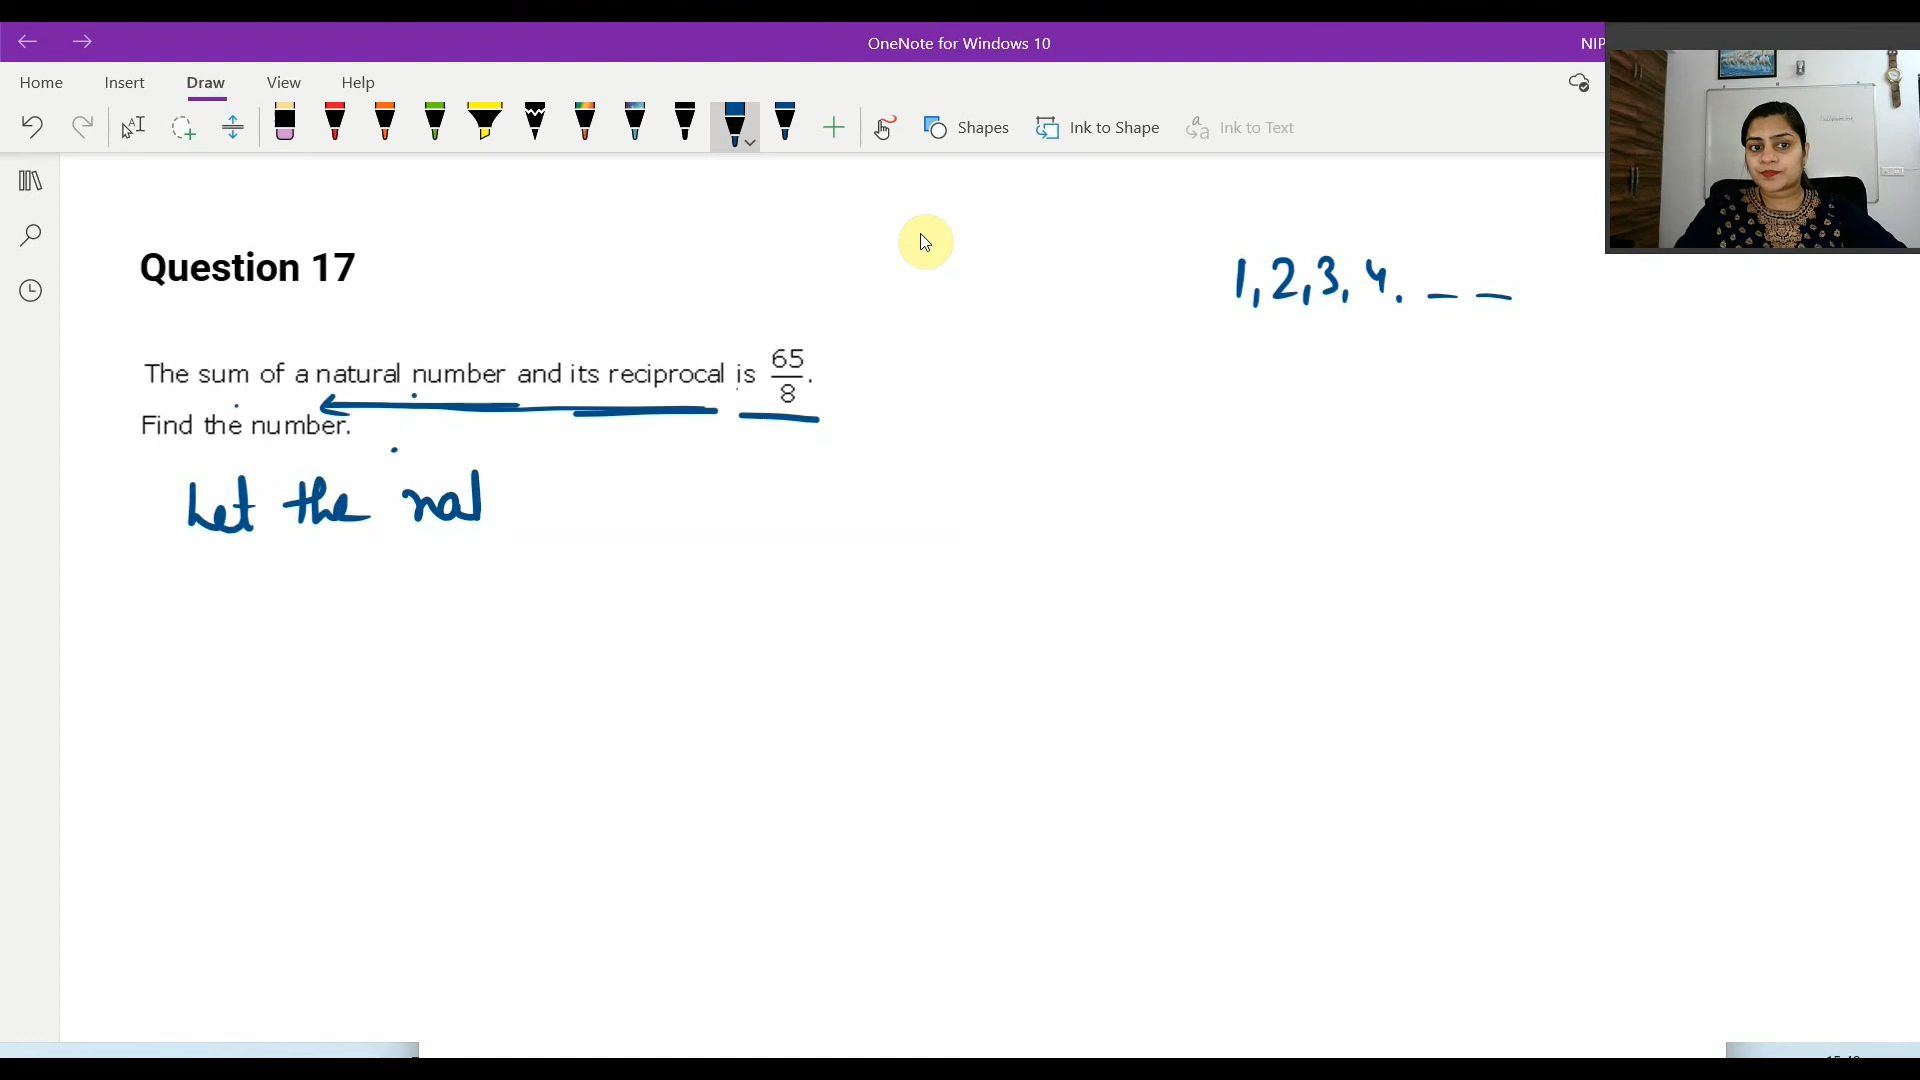 OneNote for Windows 10
NIP
Home Insert Draw View Help
Shapes Ink to Shape Ink to Text
Question 17
1, 2, 3, 4. _ _
The sum of a natural number and its reciprocal is 65/8.
Find the number.
Let the nat